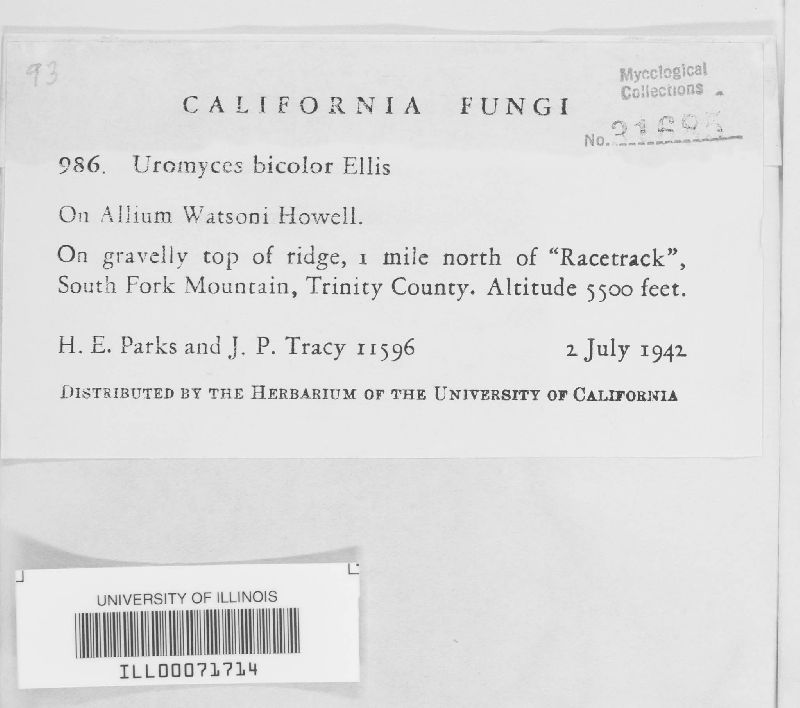 93
Mycological
Collections
No.
CALIFORNIA FUNGI
986. Uromyces bicolor Ellis
On Allium Watsoni Howell.
On gravelly top of ridge, 1 mile north of “Racetrack”,
South Fork Mountain, Trinity County. Altitude 5500 feet.
H. E. Parks and J. P. Tracy 11596 2 July 1942
DISTRIBUTED BY THE HERBARIUM OF THE UNIVERSITY OF CALIFORNIA
UNIVERSITY OF ILLINOIS
ILL00071714